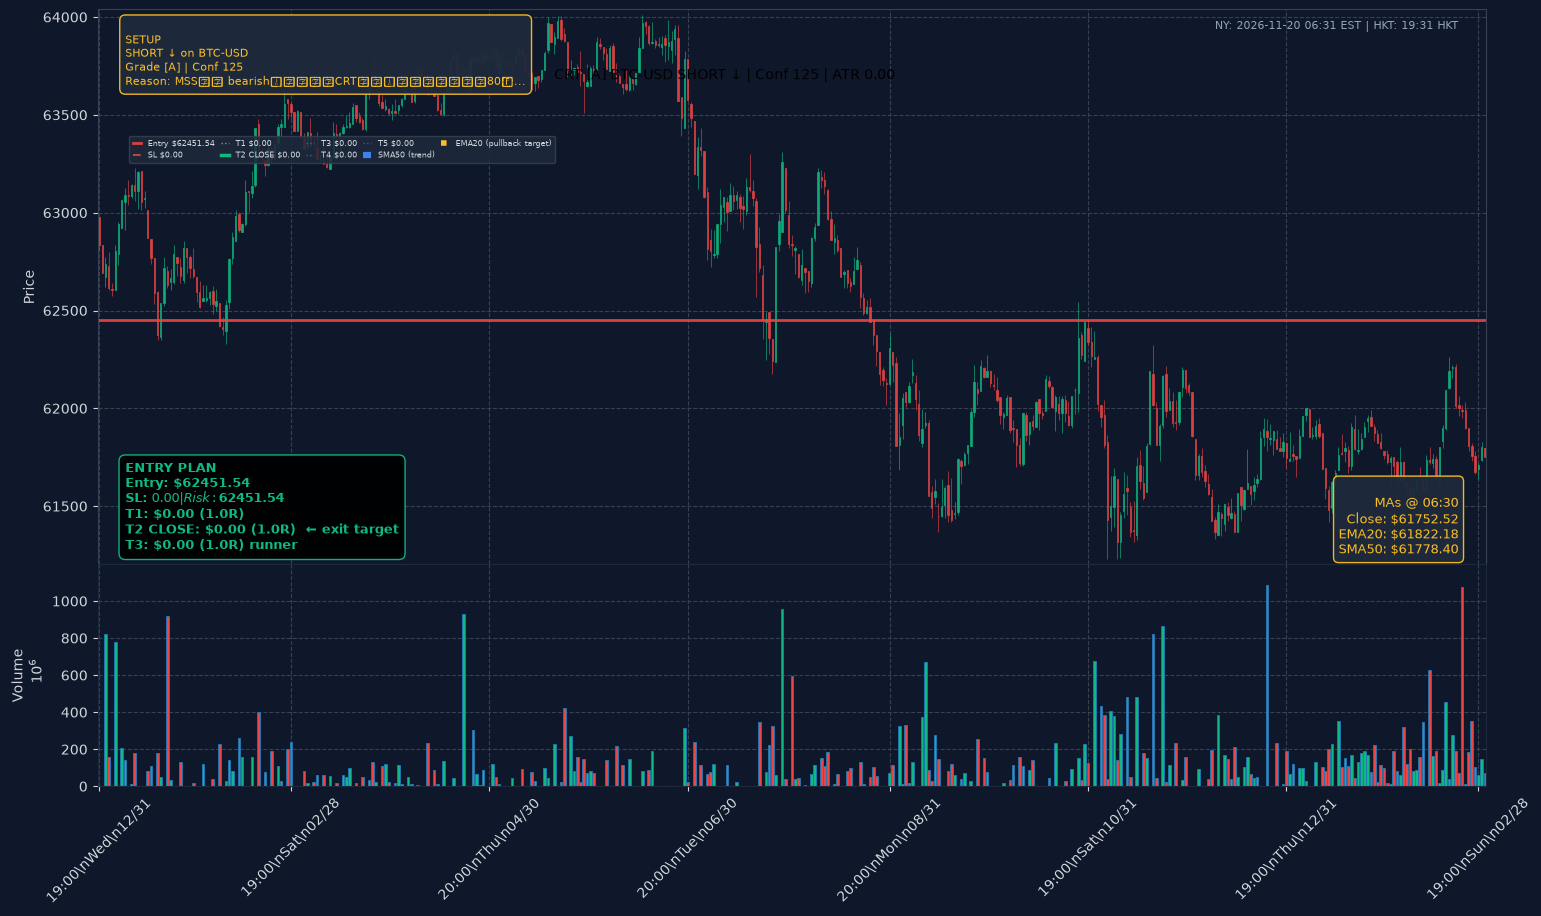 NY: 2026-11-20 06:31 EST | HKT: 19:31 HKT
SETUP
SHORT ↓ on BTC-USD
Grade [A] | Conf 125
Reason: MSS bearish CRT 80 ...
CRT [A] BTC-USD SHORT ↓ | Conf 125 | ATR 0.00
Entry $62451.54 T1 $0.00 T3 $0.00 T5 $0.00 EMA20 (pullback target)
SL $0.00 T2 CLOSE $0.00 T4 $0.00 SMA50 (trend)
Price
64000
63500
63000
62500
62000
61500
ENTRY PLAN
Entry: $62451.54
SL: 0.00|Risk:62451.54
T1: $0.00 (1.0R)
T2 CLOSE: $0.00 (1.0R) ← exit target
T3: $0.00 (1.0R) runner
MAs @ 06:30
Close: $61752.52
EMA20: $61822.18
SMA50: $61778.40
Volume
10⁶
1000
800
600
400
200
0
19:00\nWed\n12/31
19:00\nSat\n02/28
20:00\nThu\n04/30
20:00\nTue\n06/30
20:00\nMon\n08/31
19:00\nSat\n10/31
19:00\nThu\n12/31
19:00\nSun\n02/28